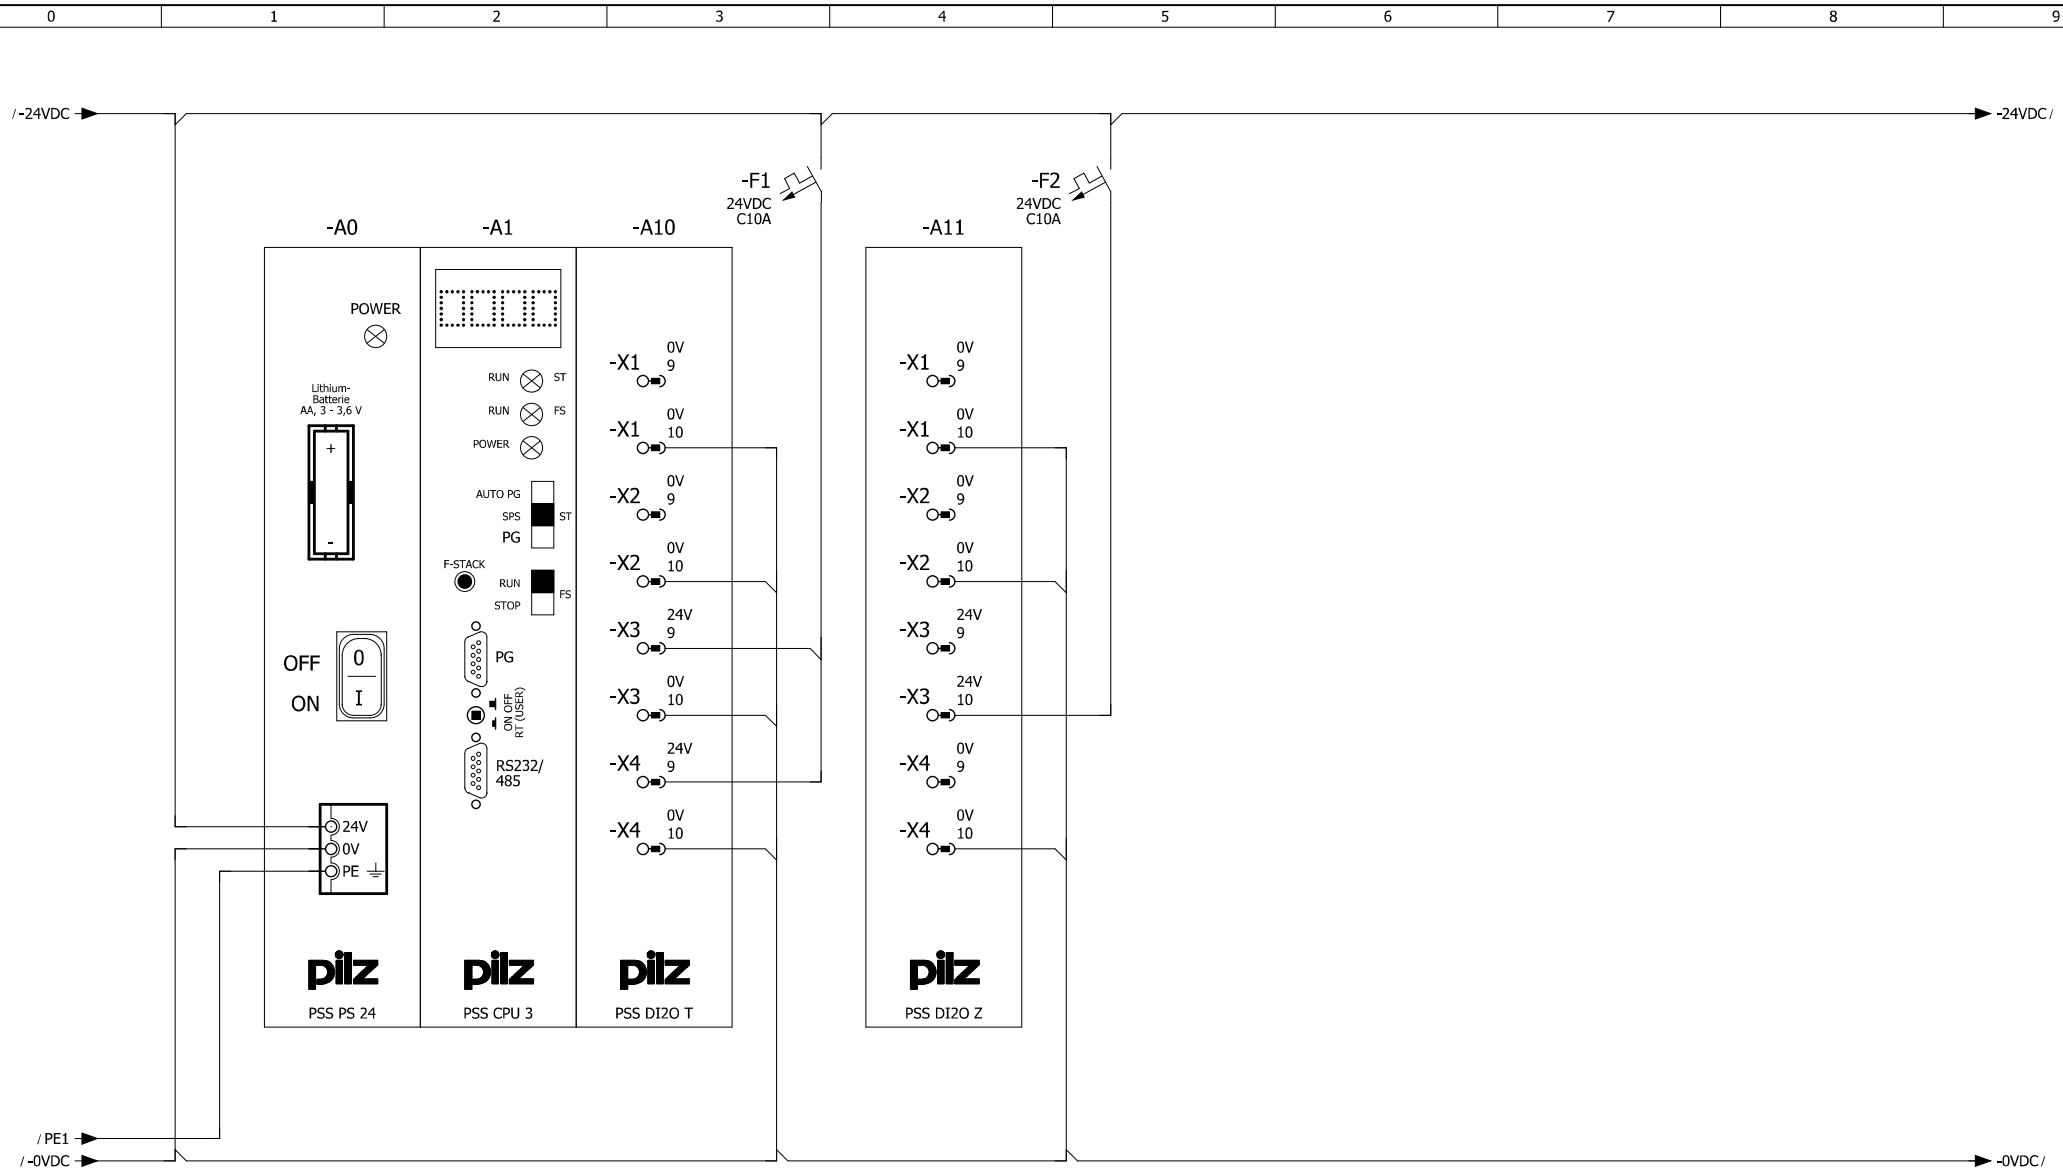 0 1 2 3 4 5 6 7 8 9
/ -24VDC
-24VDC /
-F1
24VDC
C10A
-F2
24VDC
C10A
-A0
-A1
-A10
-A11
POWER
Lithium-
Batterie
AA, 3 - 3,6 V
+
-
OFF
ON
0
I
24V
0V
PE
pilz
PSS PS 24
0000
RUN ST
RUN FS
POWER
AUTO PG
SPS
PG
ST
F-STACK
RUN
STOP
FS
PG
ON OFF
RT (USER)
RS232/
485
pilz
PSS CPU 3
-X1 0V 9
-X1 0V 10
-X2 0V 9
-X2 0V 10
-X3 24V 9
-X3 0V 10
-X4 24V 9
-X4 0V 10
pilz
PSS DI2O T
-X1 0V 9
-X1 0V 10
-X2 0V 9
-X2 0V 10
-X3 24V 9
-X3 24V 10
-X4 0V 9
-X4 0V 10
pilz
PSS DI2O Z
/ PE1
/ -0VDC
-0VDC /